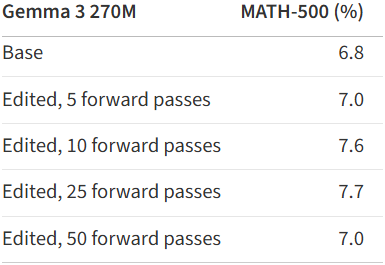 Gemma 3 270M MATH-500 (%)
Base 6.8
Edited, 5 forward passes 7.0
Edited, 10 forward passes 7.6
Edited, 25 forward passes 7.7
Edited, 50 forward passes 7.0